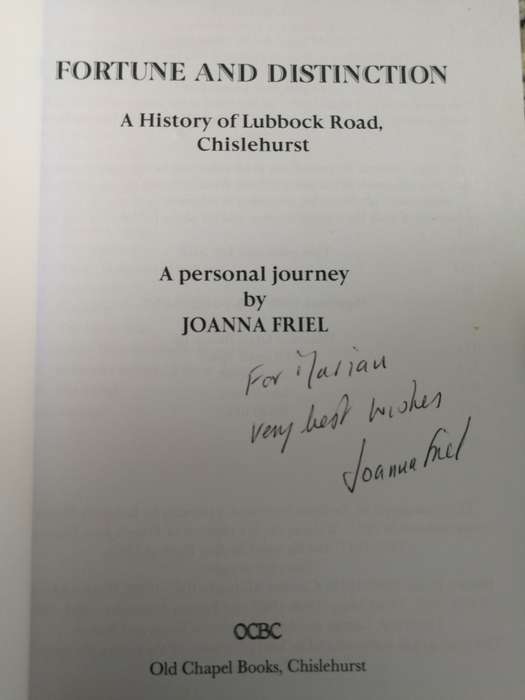 FORTUNE AND DISTINCTION
A History of Lubbock Road,
Chislehurst
A personal journey
by
JOANNA FRIEL
For Marian
very best wishes
Joanna Friel
OCBC
Old Chapel Books, Chislehurst